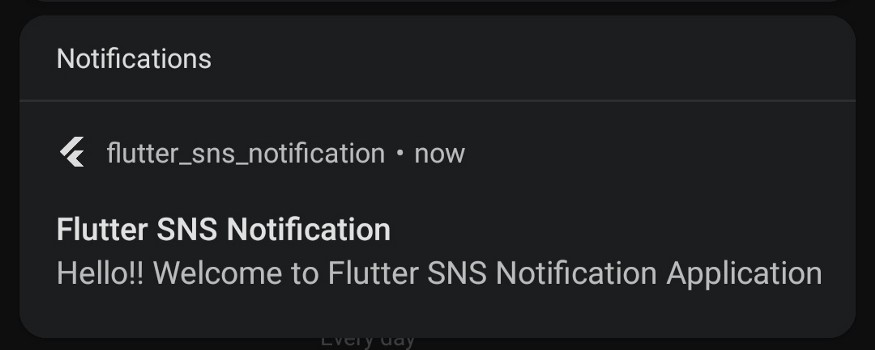 Notifications
flutter_sns_notification • now
Flutter SNS Notification
Hello!! Welcome to Flutter SNS Notification Application
Every day